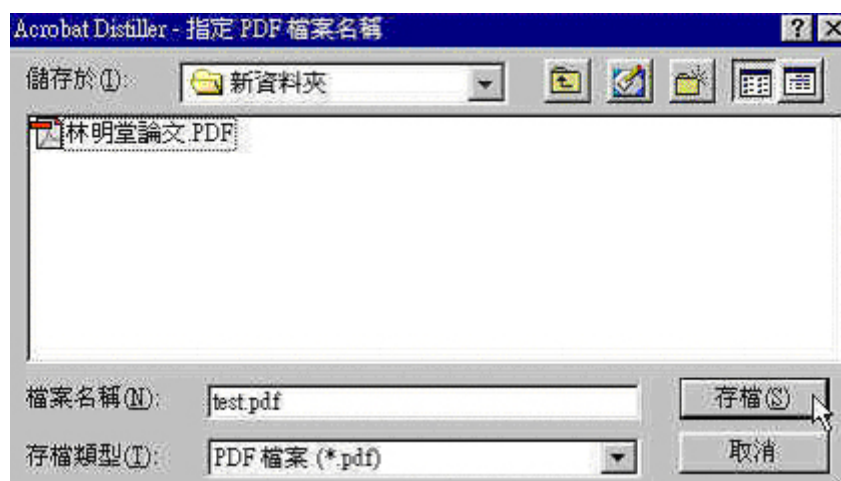 Acrobat Distiller - 指定 PDF 檔案名稱
儲存於(I):
新資料夾
林明堂論文.PDF
檔案名稱(N):
test.pdf
存檔(S)
存檔類型(T):
PDF 檔案 (*.pdf)
取消